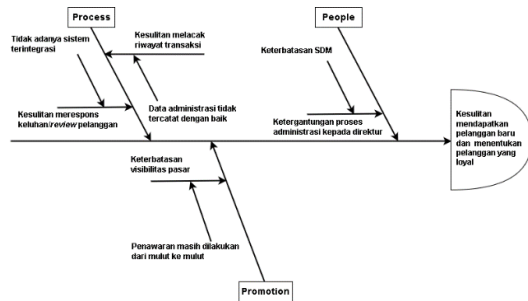 Process
People
Tidak adanya sistem
terintegrasi
Kesulitan melacak
riwayat transaksi
Keterbatasan SDM
Kesulitan merespons
keluhan/review pelanggan
Data administrasi tidak
tercatat dengan baik
Ketergantungan proses
administrasi kepada direktur
Kesulitan
mendapatkan
pelanggan baru
dan menentukan
pelanggan yang
loyal
Keterbatasan
visibilitas pasar
Penawaran masih dilakukan
dari mulut ke mulut
Promotion